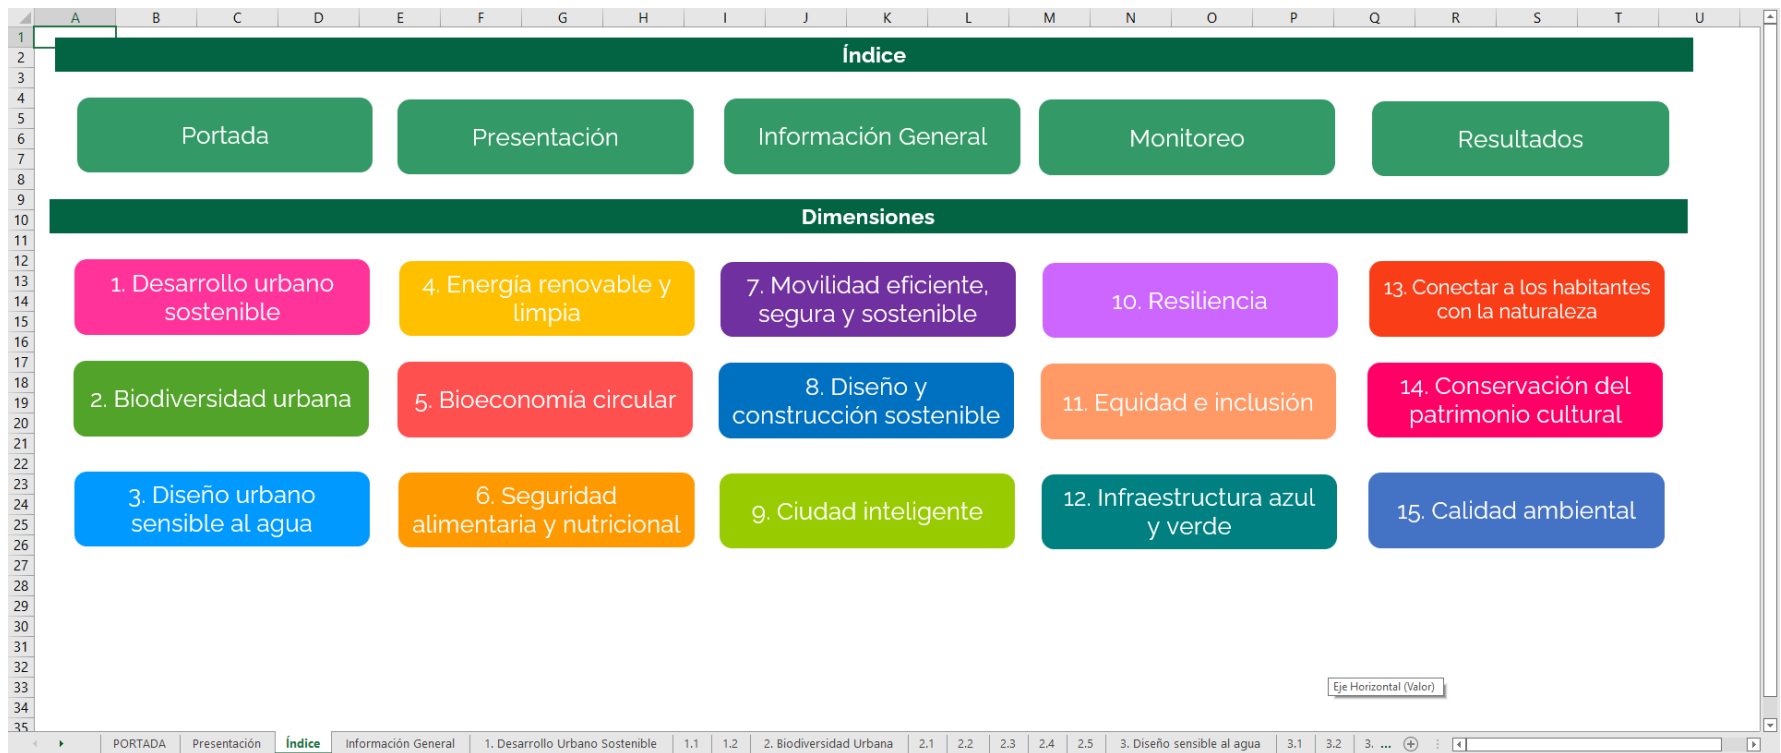 A B C D E F G H I J K L M N O P Q R S T U
1
2
3
4
5
6
7
8
9
10
11
12
13
14
15
16
17
18
19
20
21
22
23
24
25
26
27
28
29
30
31
32
33
34
35
Índice
Portada
Presentación
Información General
Monitoreo
Resultados
Dimensiones
1. Desarrollo urbano
sostenible
4. Energía renovable y
limpia
7. Movilidad eficiente,
segura y sostenible
10. Resiliencia
13. Conectar a los habitantes
con la naturaleza
2. Biodiversidad urbana
5. Bioeconomía circular
8. Diseño y
construcción sostenible
11. Equidad e inclusión
14. Conservación del
patrimonio cultural
3. Diseño urbano
sensible al agua
6. Seguridad
alimentaria y nutricional
9. Ciudad inteligente
12. Infraestructura azul
y verde
15. Calidad ambiental
Eje Horizontal (Valor)
PORTADA Presentación Índice Información General 1. Desarrollo Urbano Sostenible 1.1 1.2 2. Biodiversidad Urbana 2.1 2.2 2.3 2.4 2.5 3. Diseño sensible al agua 3.1 3.2 3. ...